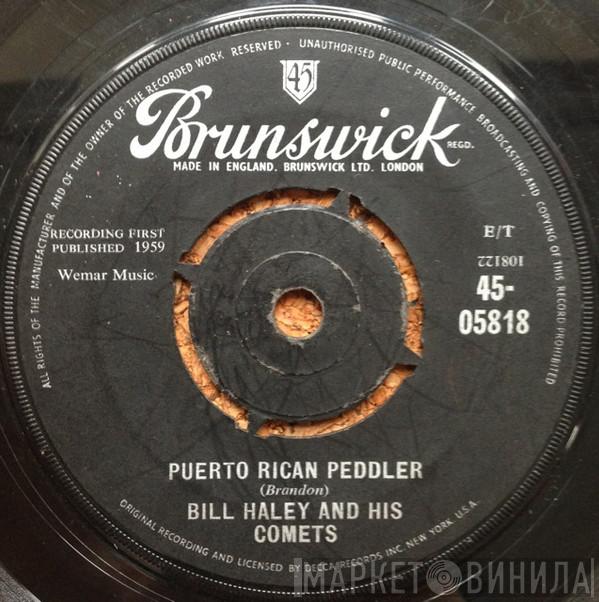 ALL RIGHTS OF THE MANUFACTURER AND OF THE OWNER OF THE RECORDED WORK RESERVED · UNAUTHORISED PUBLIC PERFORMANCE BROADCASTING AND COPYING OF THIS RECORD PROHIBITED
45
Brunswick REGD.
MADE IN ENGLAND. BRUNSWICK LTD. LONDON
RECORDING FIRST
PUBLISHED 1959
Wemar Music
E/T
108122
45-
05818
PUERTO RICAN PEDDLER
(Brandon)
BILL HALEY AND HIS
COMETS
ORIGINAL RECORDING AND LICENSED BY DECCA RECORDS INC. NEW YORK. U.S.A.
МАРКЕТ ВИНИЛА